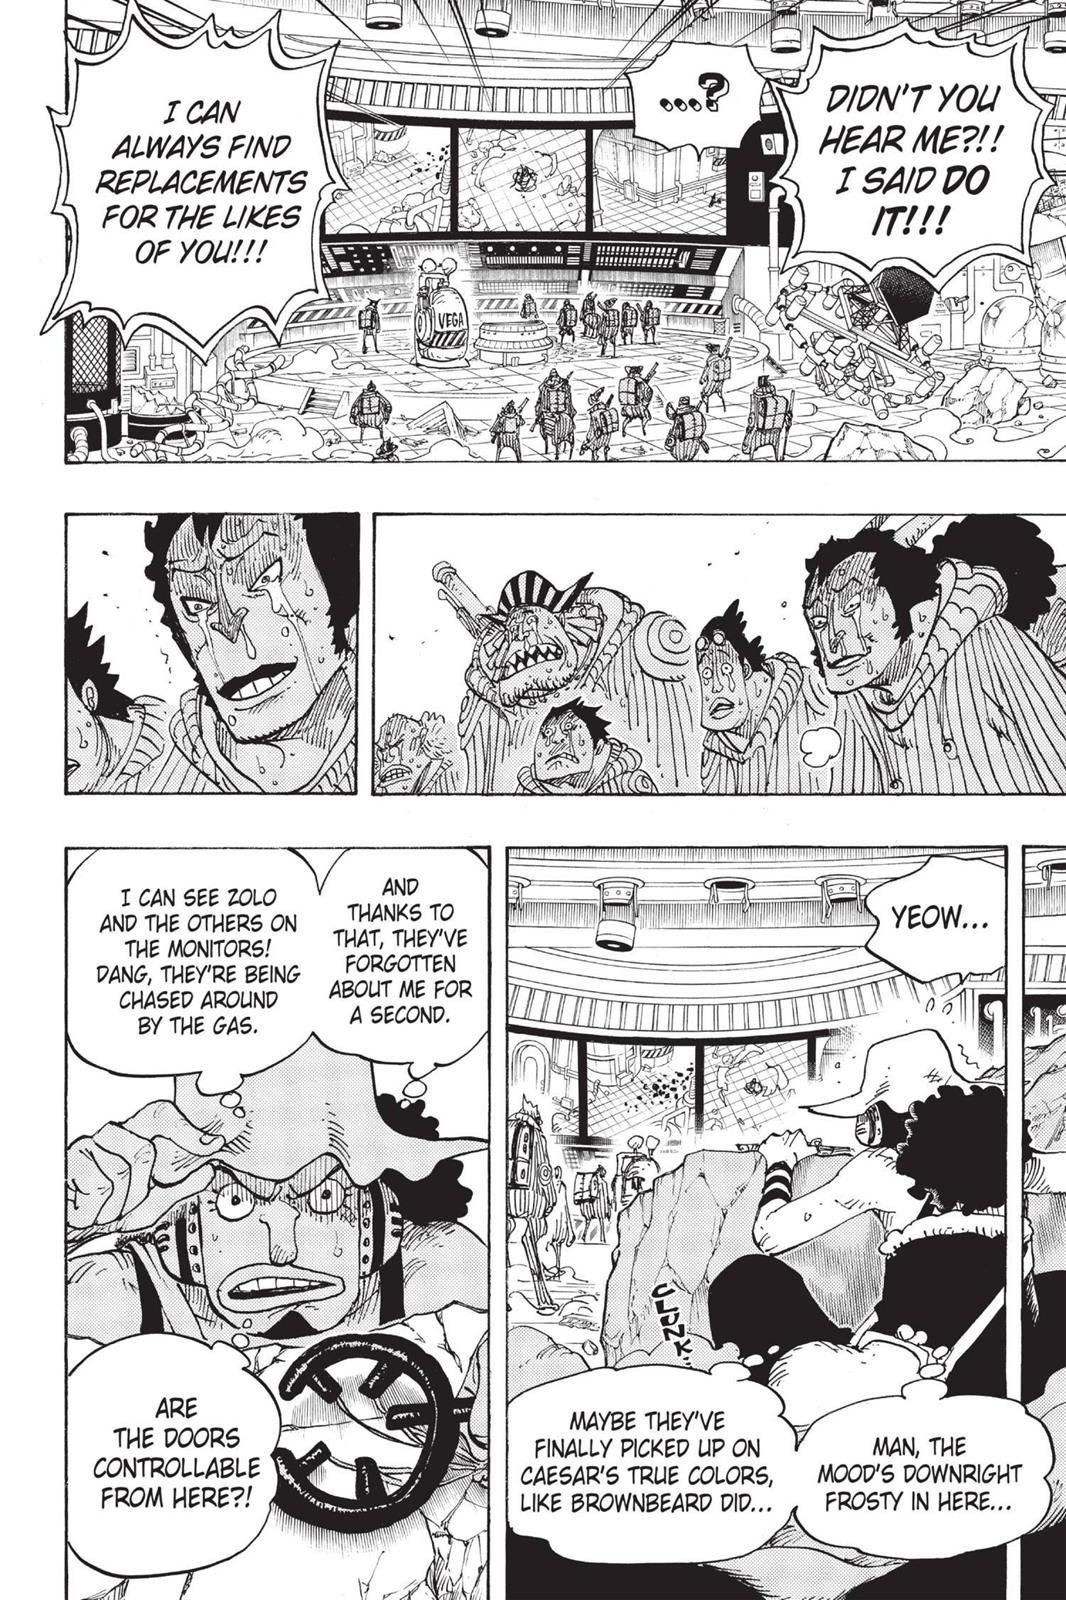 DIDN'T YOU
HEAR ME?!!
I SAID DO
IT!!!
....?
I CAN
ALWAYS FIND
REPLACEMENTS
FOR THE LIKES
OF YOU!!!
VEGA
YEOW...
CLUNK...
MAN, THE
MOOD'S DOWNRIGHT
FROSTY IN HERE...
MAYBE THEY'VE
FINALLY PICKED UP ON
CAESAR'S TRUE COLORS,
LIKE BROWNBEARD DID...
AND
THANKS TO
THAT, THEY'VE
FORGOTTEN
ABOUT ME FOR
A SECOND.
I CAN SEE ZOLO
AND THE OTHERS ON
THE MONITORS!
DANG, THEY'RE BEING
CHASED AROUND
BY THE GAS.
ARE
THE DOORS
CONTROLLABLE
FROM HERE?!